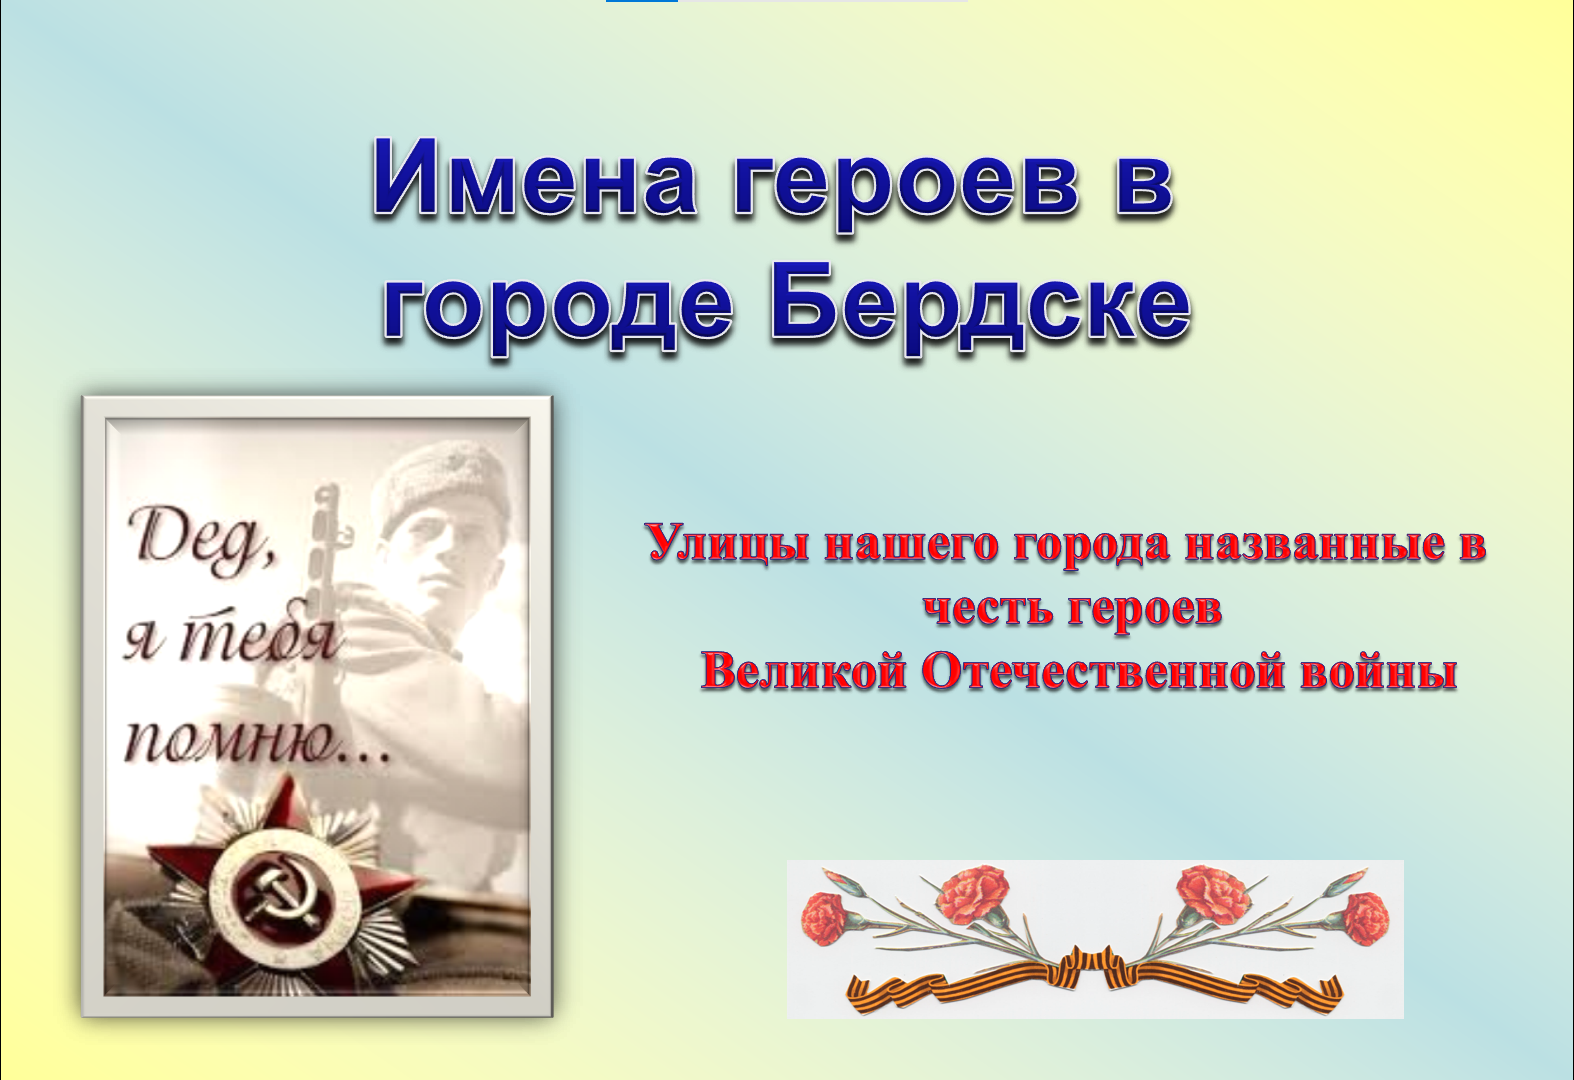 Имена героев в
городе Бердске
Дед,
я тебя
помню...
Улицы нашего города названные в
честь героев
Великой Отечественной войны